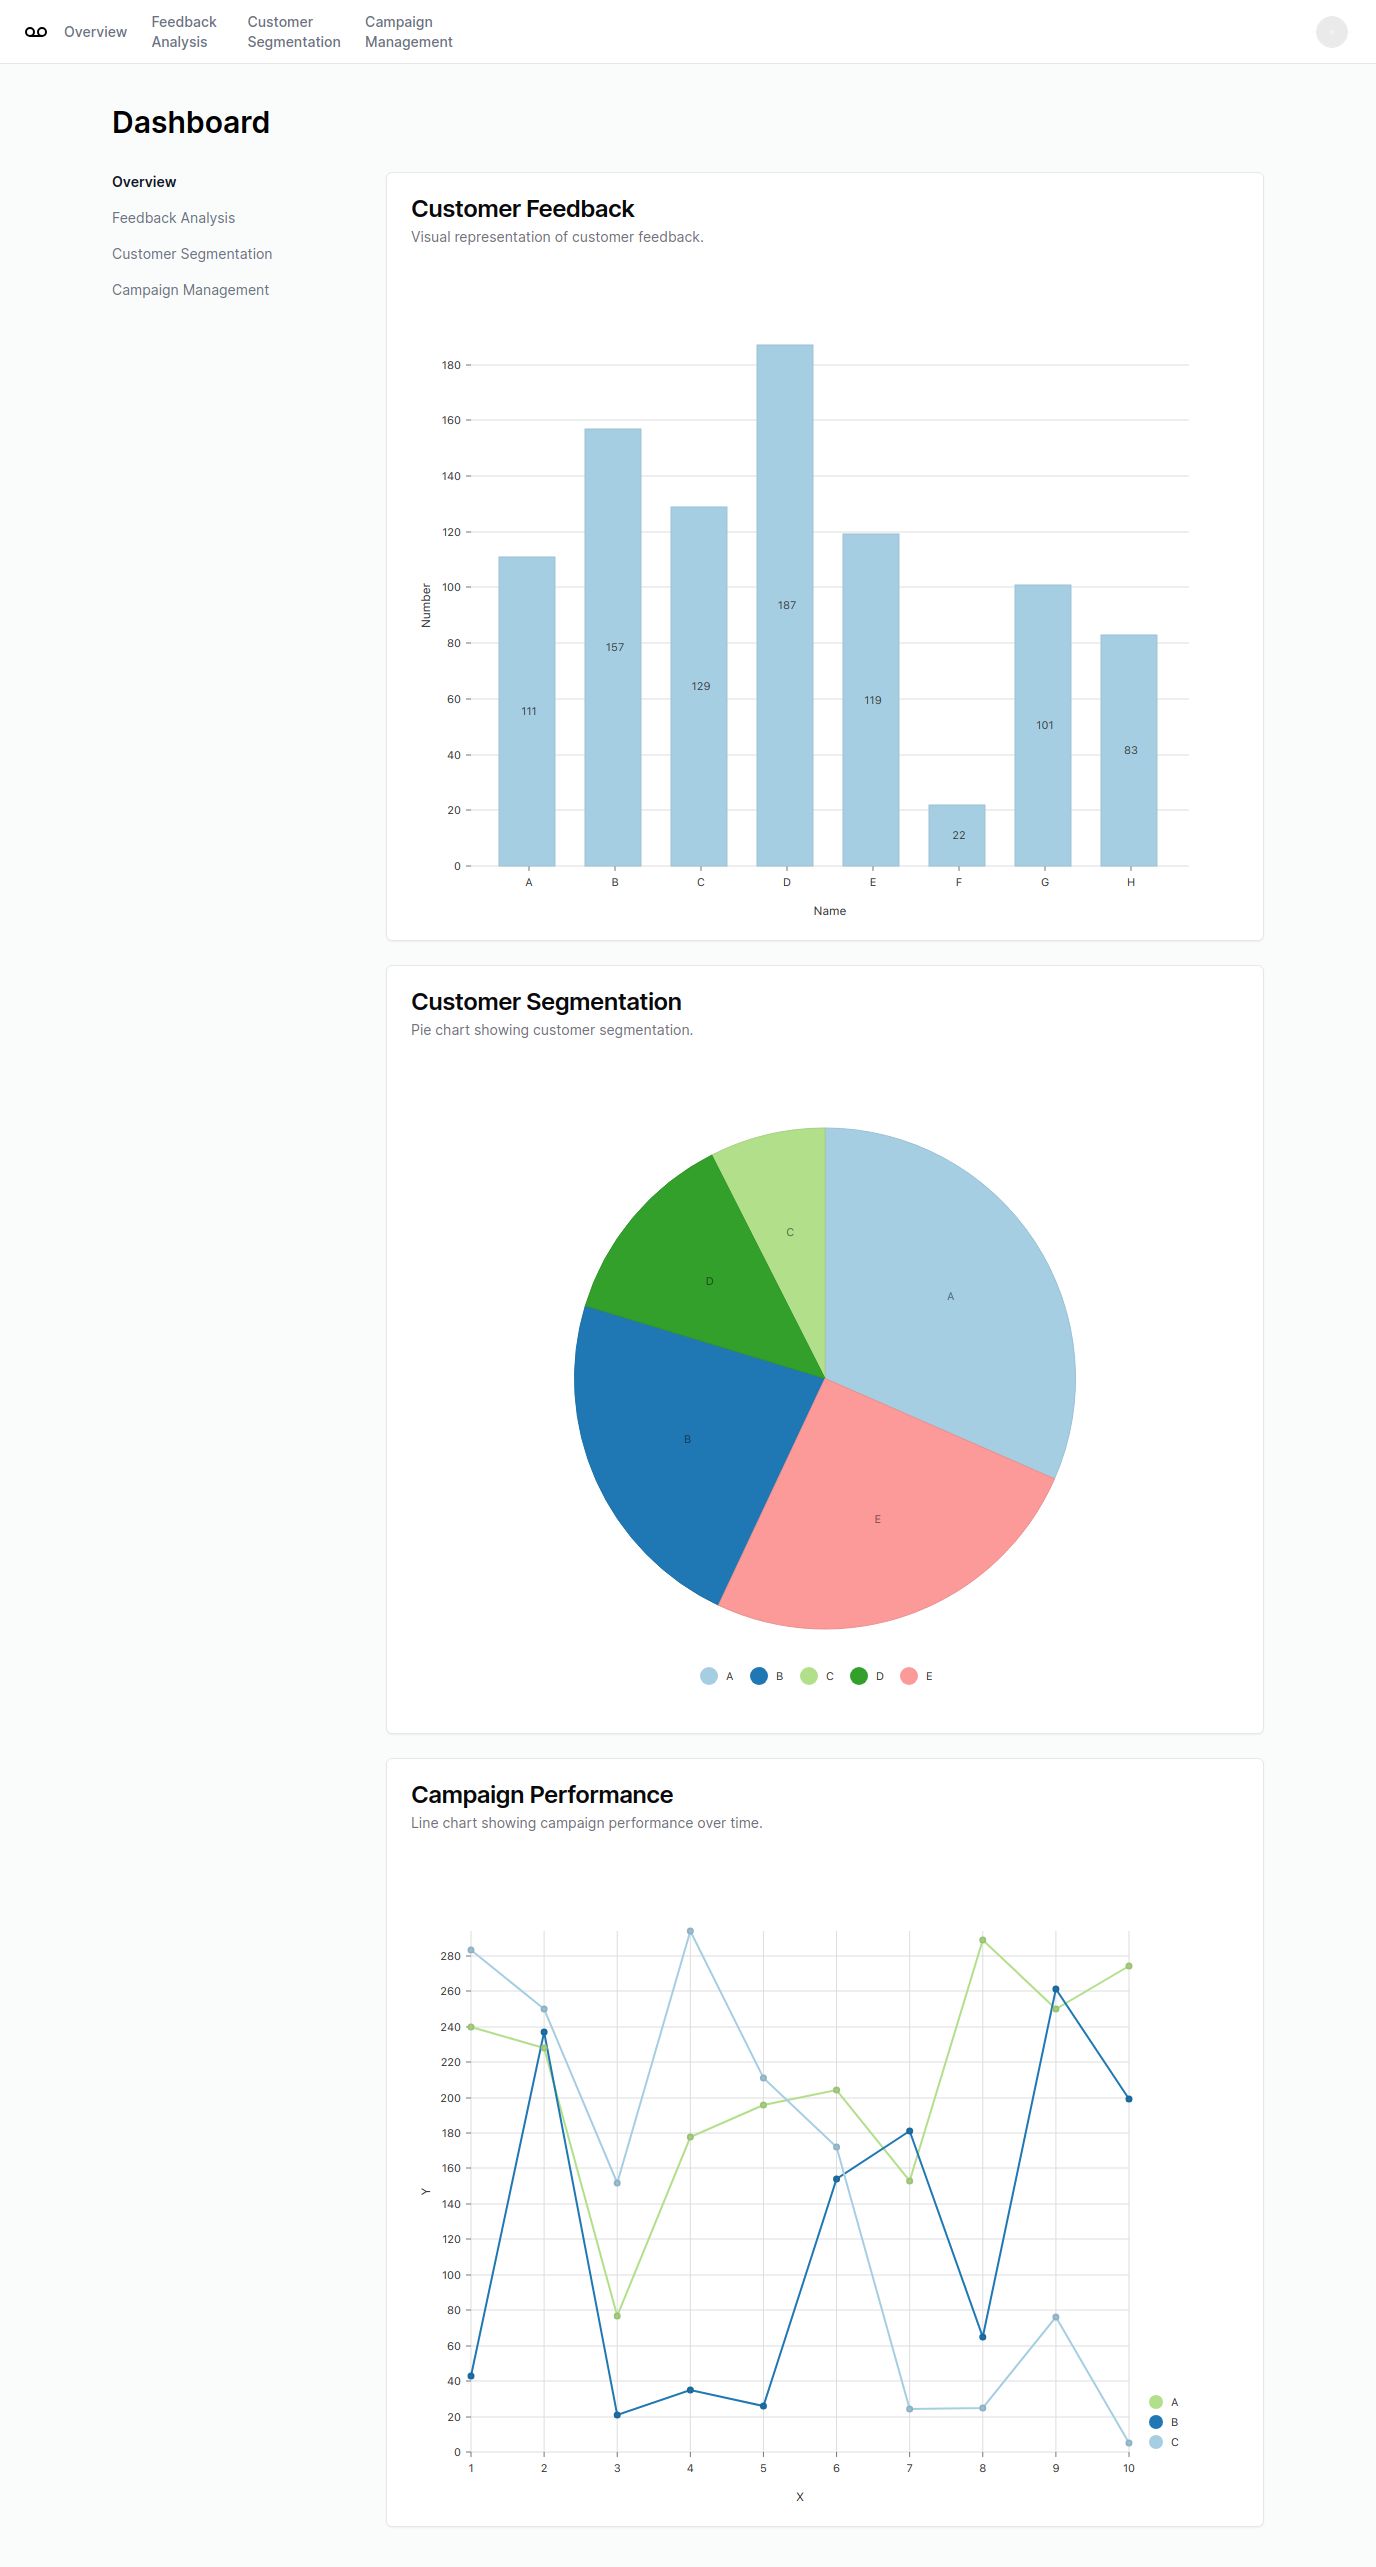 Overview
Feedback
Analysis
Customer
Segmentation
Campaign
Management
Dashboard
Overview
Feedback Analysis
Customer Segmentation
Campaign Management
Customer Feedback
Visual representation of customer feedback.
180
160
140
120
100
80
60
40
20
0
Number
111
157
129
187
119
22
101
83
A
B
C
D
E
F
G
H
Name
Customer Segmentation
Pie chart showing customer segmentation.
C
D
A
B
E
A
B
C
D
E
Campaign Performance
Line chart showing campaign performance over time.
280
260
240
220
200
180
160
140
120
100
80
60
40
20
0
Y
1
2
3
4
5
6
7
8
9
10
X
A
B
C